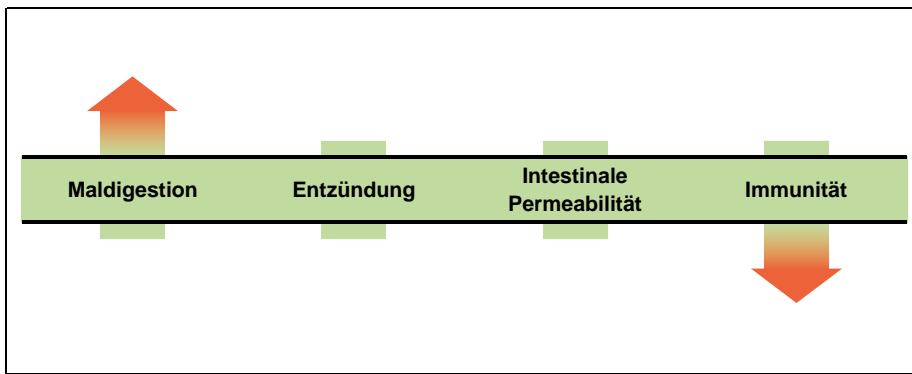 Maldigestion
Entzündung
Intestinale
Permeabilität
Immunität